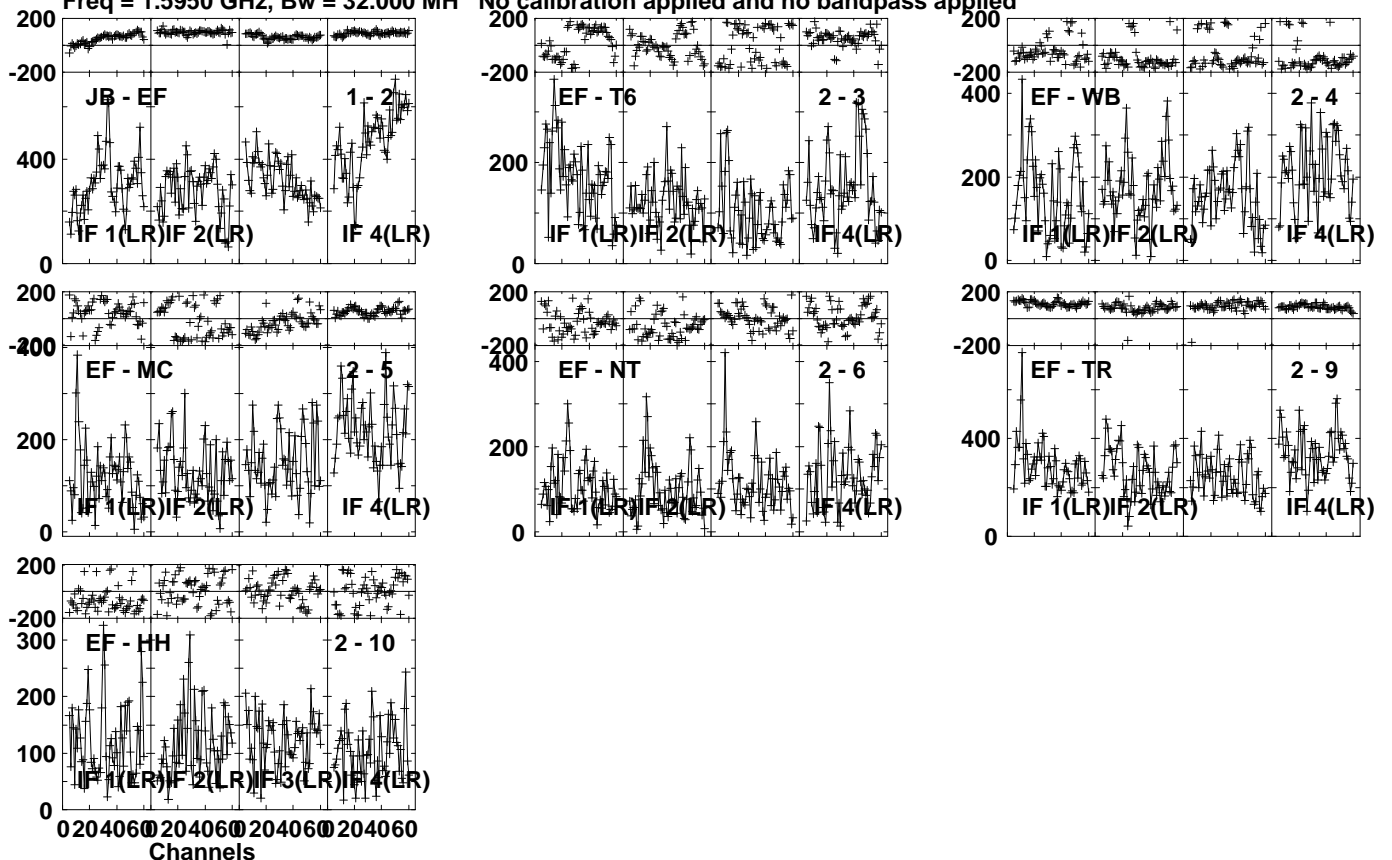 Freq = 1.5950 GHz, Bw = 32.000 MH No calibration applied and no bandpass applied
200
-200
JB - EF 1 - 2
400
0
IF 1(LR) IF 2(LR) IF 4(LR)
EF - T6 2 - 3
200
0
IF 1(LR) IF 2(LR) IF 4(LR)
200
-200
400
EF - WB 2 - 4
200
0
IF 1(LR) IF 2(LR) IF 4(LR)
200
-200
400
EF - MC 2 - 5
200
0
IF 1(LR) IF 2(LR) IF 4(LR)
200
-200
400
EF - NT 2 - 6
200
0
IF 1(LR) IF 2(LR) IF 4(LR)
200
-200
EF - TR 2 - 9
400
0
IF 1(LR) IF 2(LR) IF 4(LR)
200
-200
300
EF - HH 2 - 10
200
100
0
IF 1(LR) IF 2(LR) IF 3(LR) IF 4(LR)
0 20 40 60 0 20 40 60 0 20 40 60 0 20 40 60
Channels